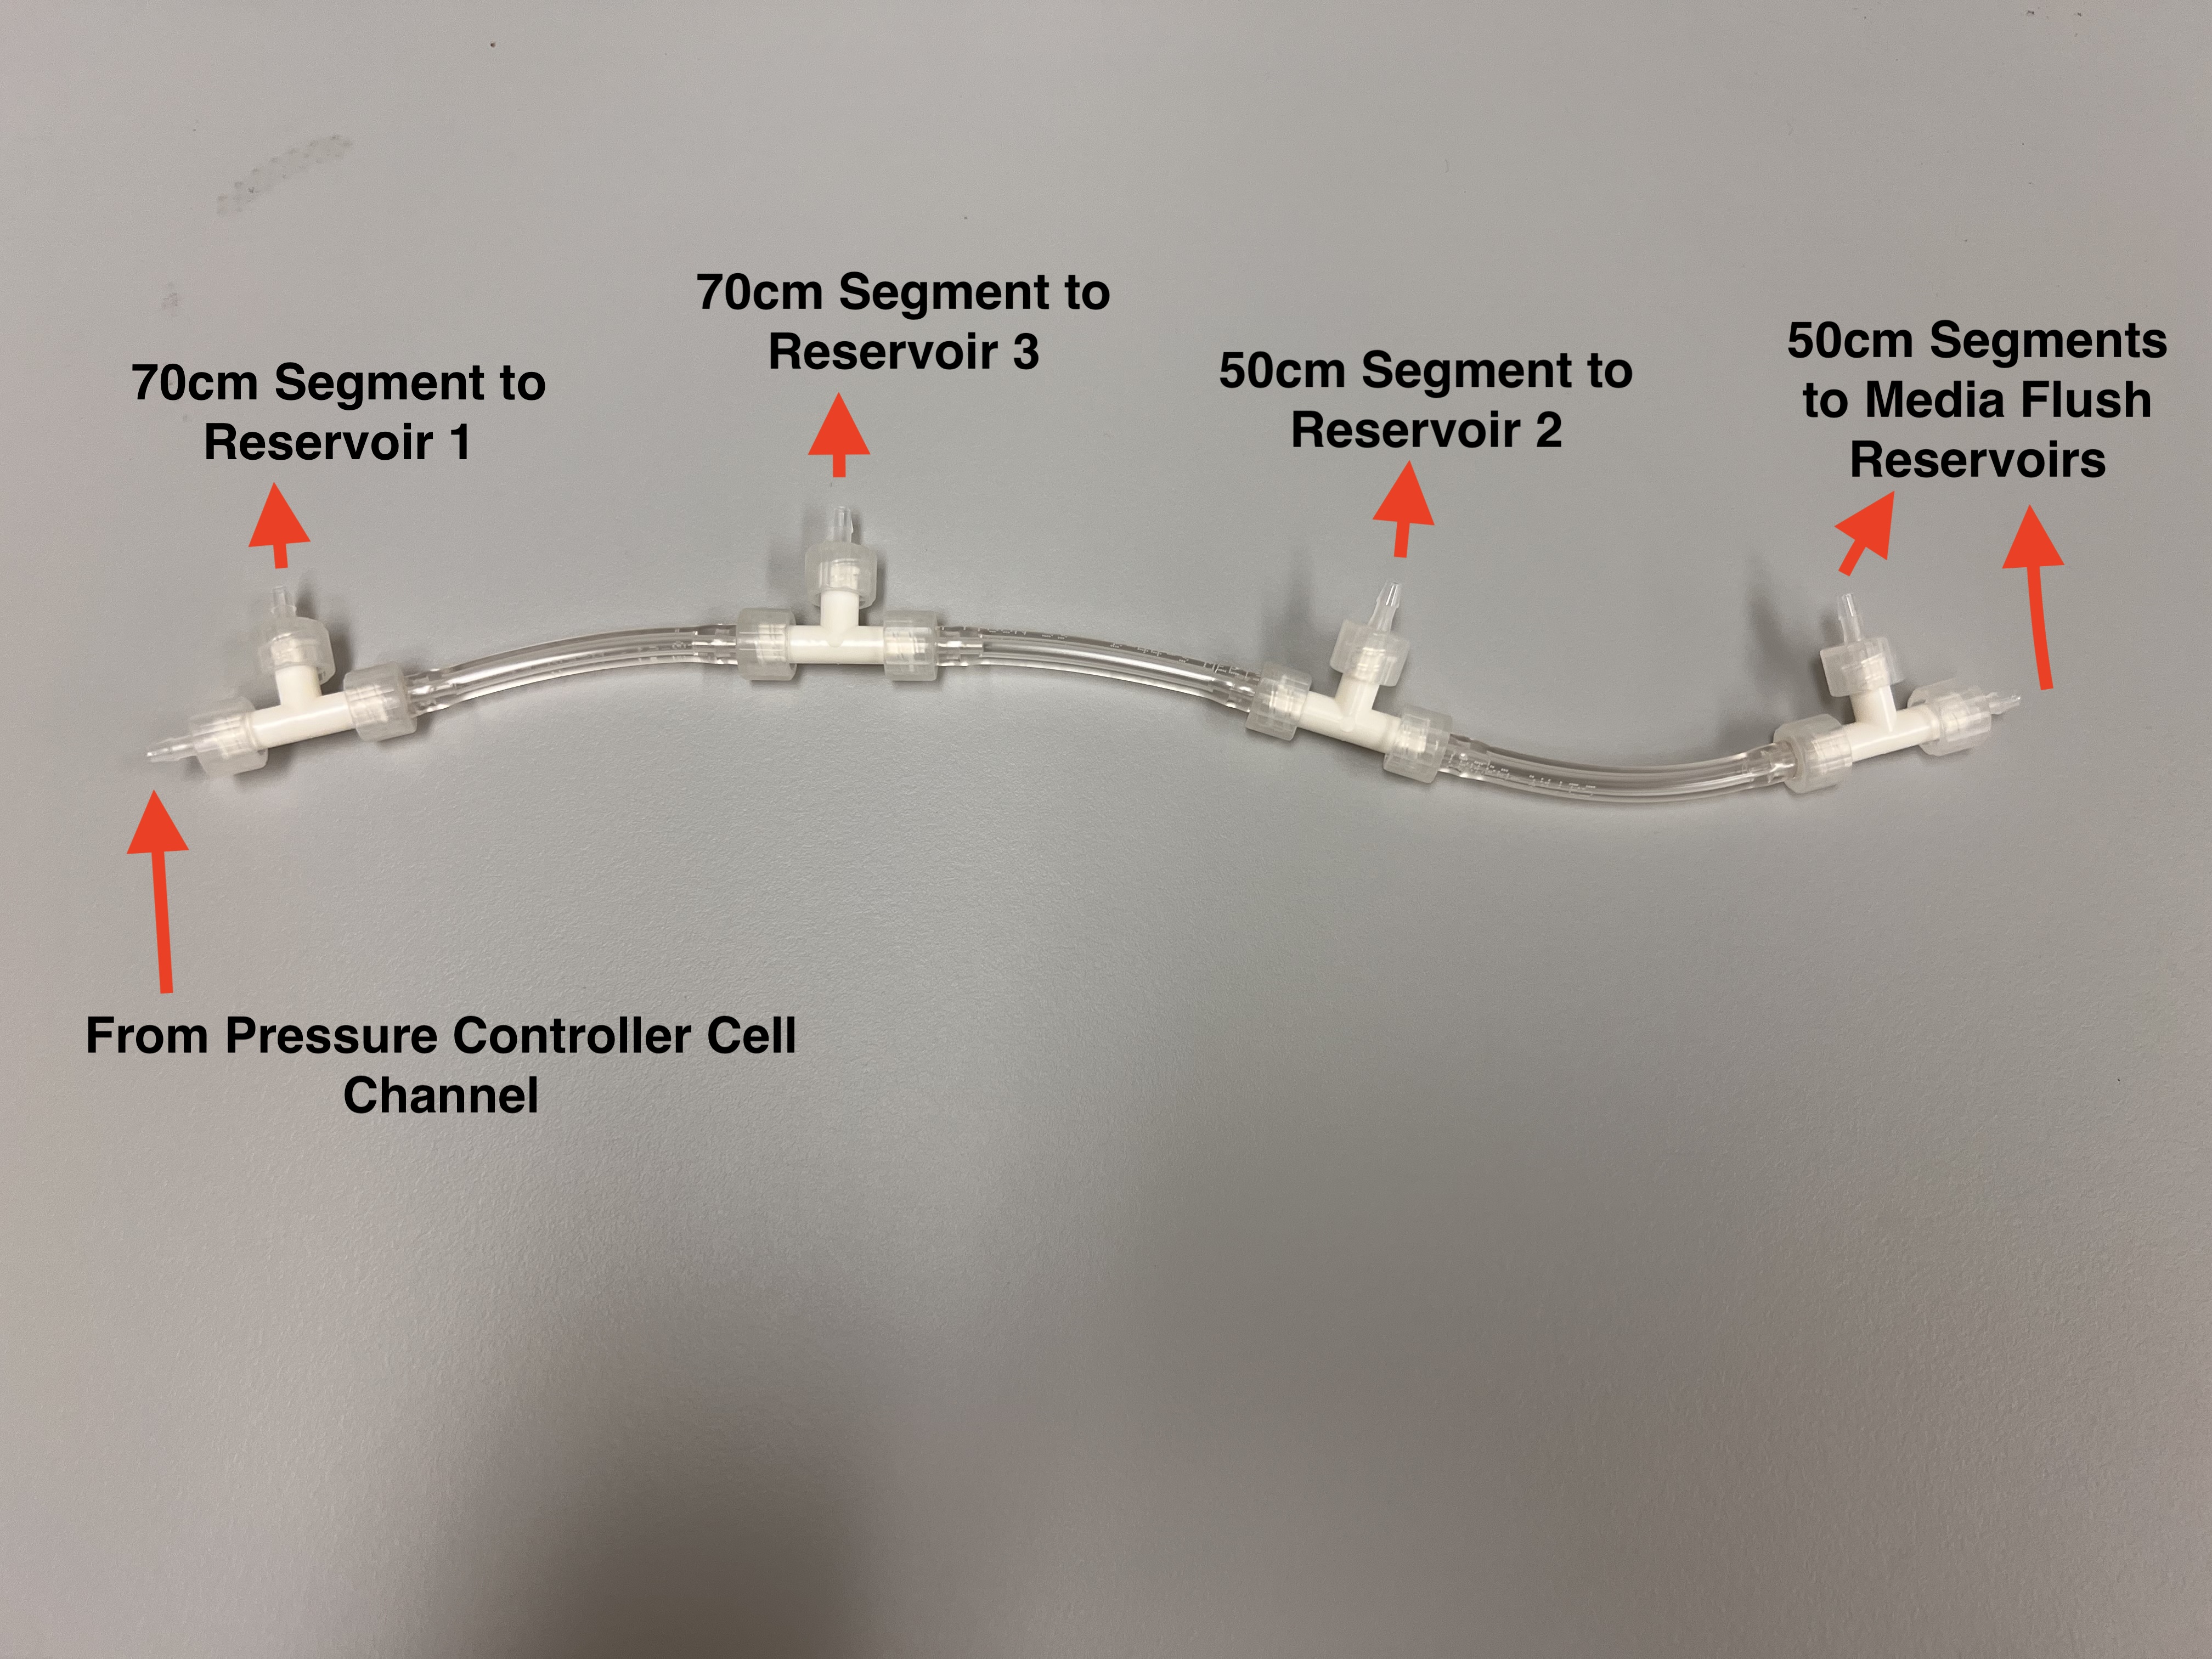 70cm Segment to
Reservoir 1
70cm Segment to
Reservoir 3
50cm Segment to
Reservoir 2
50cm Segments
to Media Flush
Reservoirs
From Pressure Controller Cell
Channel